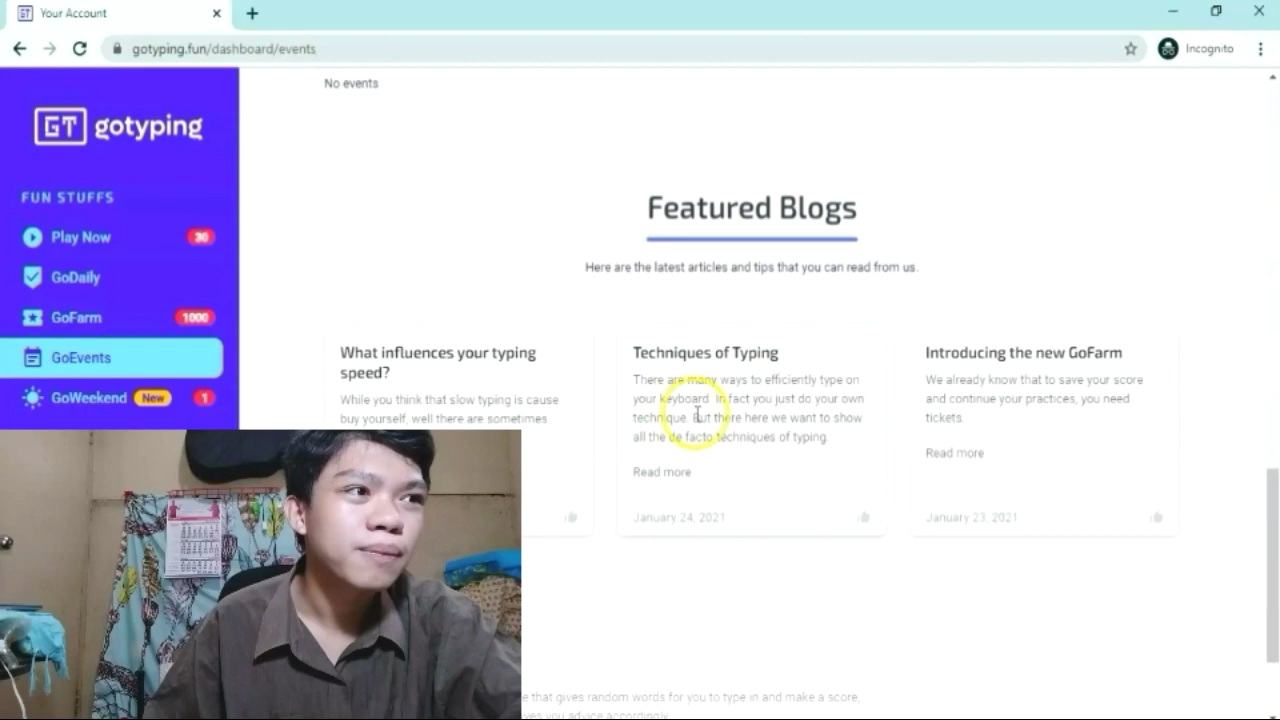 GT Your Account
gotyping.fun/dashboard/events
Incognito
GT gotyping
FUN STUFFS
Play Now 30
GoDaily
GoFarm 1000
GoEvents
GoWeekend New 1
No events
Featured Blogs
Here are the latest articles and tips that you can read from us.
What influences your typing
speed?
While you think that slow typing is cause
buy yourself, well there are sometimes
Techniques of Typing
There are many ways to efficiently type on
your keyboard. In fact you just do your own
technique. But there here we want to show
all the de facto techniques of typing.
Read more
January 24, 2021
Introducing the new GoFarm
We already know that to save your score
and continue your practices, you need
tickets.
Read more
January 23, 2021
e that gives random words for you to type in and make a score,
ves you advice accordingly.